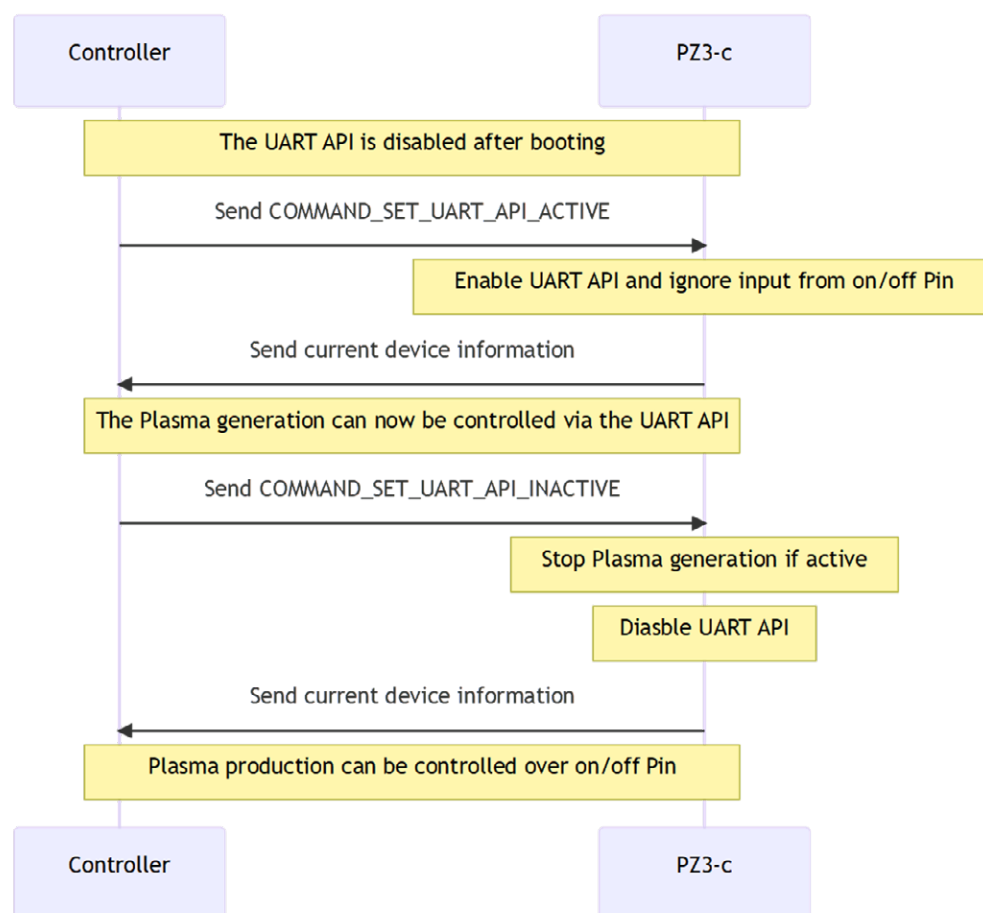 Controller
PZ3-c
The UART API is disabled after booting
Send COMMAND_SET_UART_API_ACTIVE
Enable UART API and ignore input from on/off Pin
Send current device information
The Plasma generation can now be controlled via the UART API
Send COMMAND_SET_UART_API_INACTIVE
Stop Plasma generation if active
Diasble UART API
Send current device information
Plasma production can be controlled over on/off Pin
Controller
PZ3-c